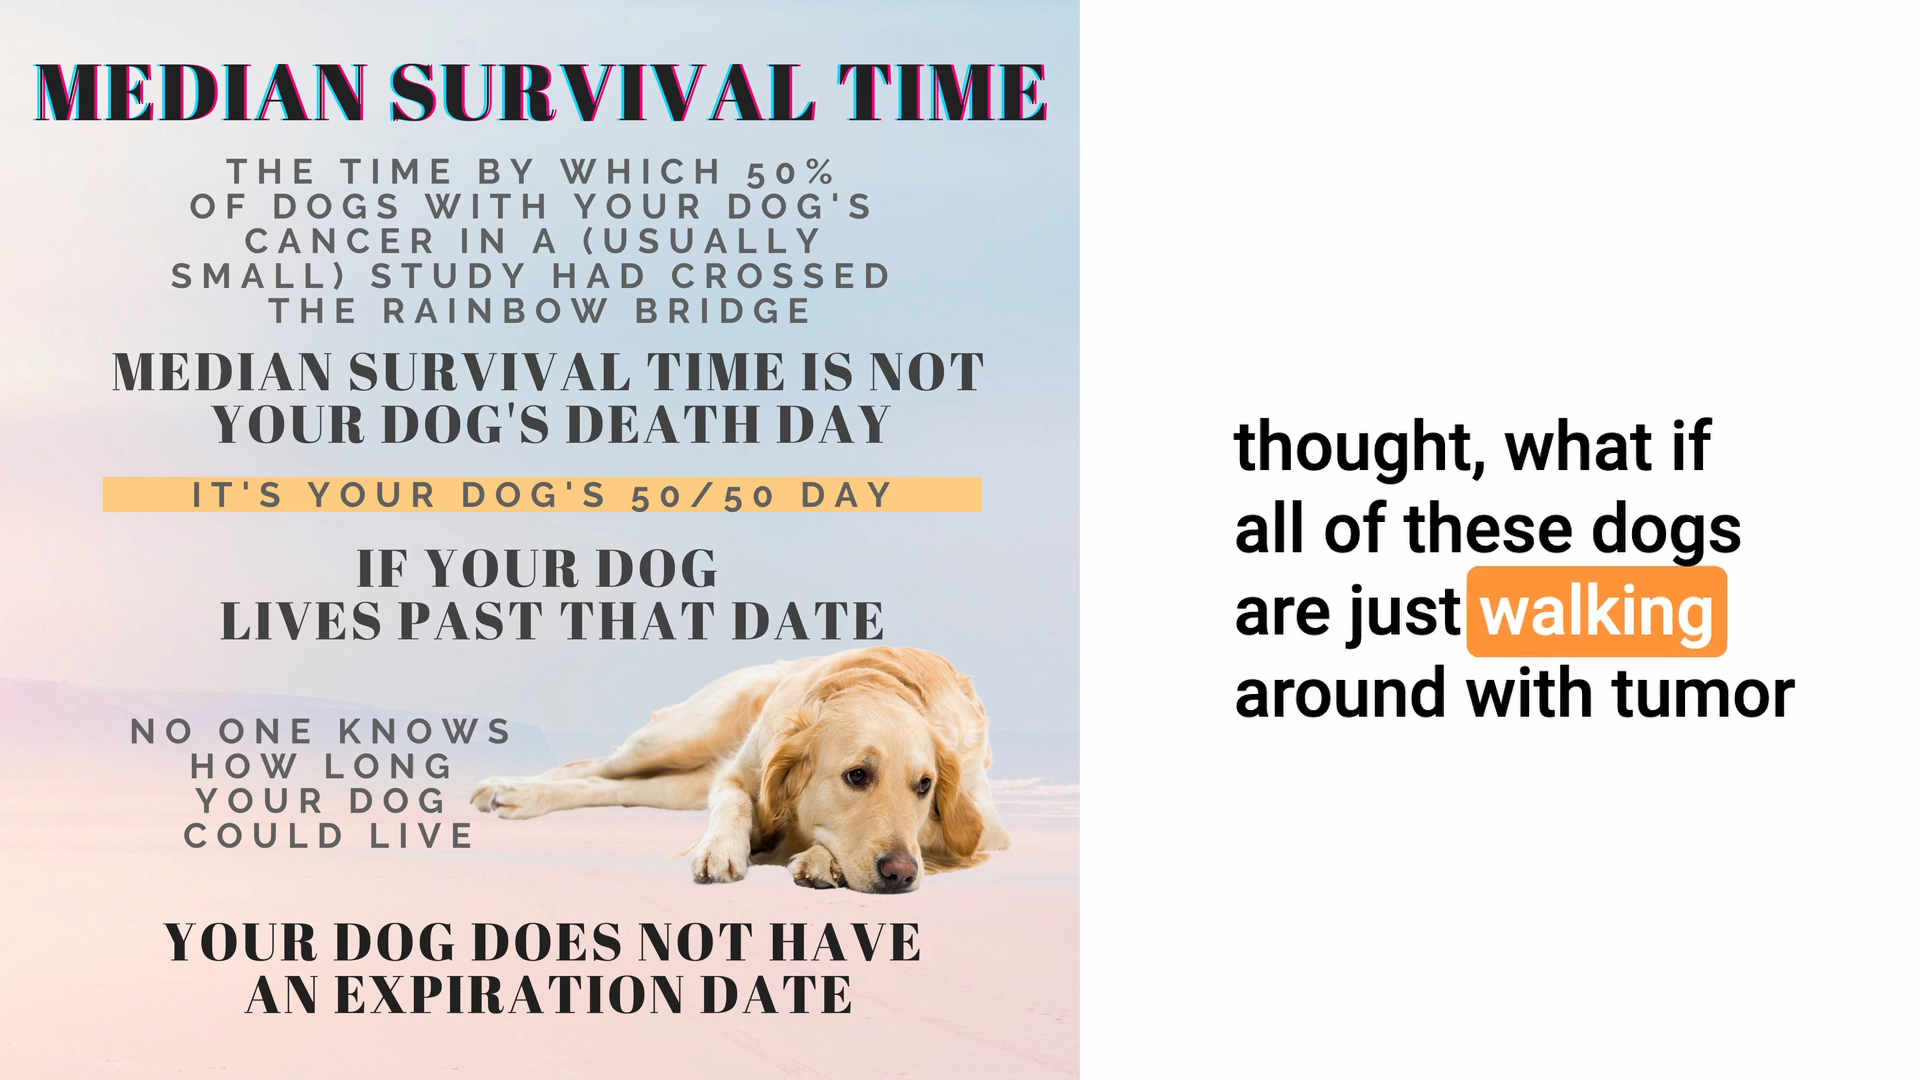 MEDIAN SURVIVAL TIME
THE TIME BY WHICH 50%
OF DOGS WITH YOUR DOG'S
CANCER IN A (USUALLY
SMALL) STUDY HAD CROSSED
THE RAINBOW BRIDGE
MEDIAN SURVIVAL TIME IS NOT
YOUR DOG'S DEATH DAY
IT'S YOUR DOG'S 50/50 DAY
IF YOUR DOG
LIVES PAST THAT DATE
NO ONE KNOWS
HOW LONG
YOUR DOG
COULD LIVE
YOUR DOG DOES NOT HAVE
AN EXPIRATION DATE
thought, what if
all of these dogs
are just walking
around with tumor